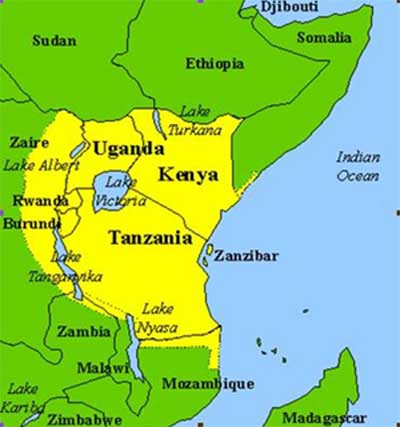 Djibouti
Sudan
Somalia
Ethiopia
Lake
Turkana
Zaire
Uganda
Lake Albert
Kenya
Indian
Ocean
Lake
Victoria
Rwanda
Burundi
Tanzania
Zanzibar
Lake
Tanganyika
Lake
Nyasa
Zambia
Malawi
Mozambique
Lake
Kariba
Zimbabwe
Madagascar